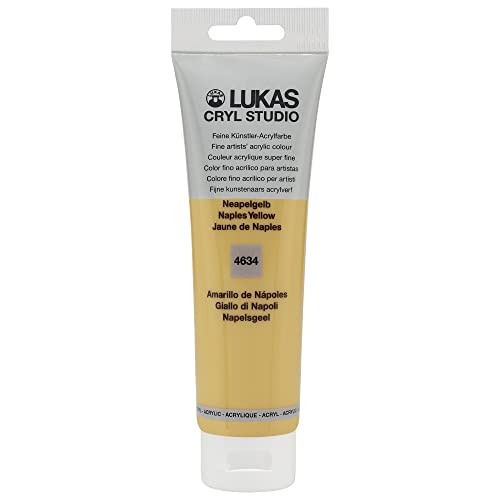 LUKAS
CRYL STUDIO
Feine Künstler-Acrylfarbe
Fine artists' acrylic colour
Couleur acrylique super fine
Color fino acrilico para artistas
Colore fino acrilico per artisti
Fijne kunstenaars acrylverf
Neapelgelb
Naples Yellow
Jaune de Naples
4634
Amarillo de Nápoles
Giallo di Napoli
Napelsgeel
- ACRYLIC - ACRYLIQUE - ACRYL - ACRYLIC